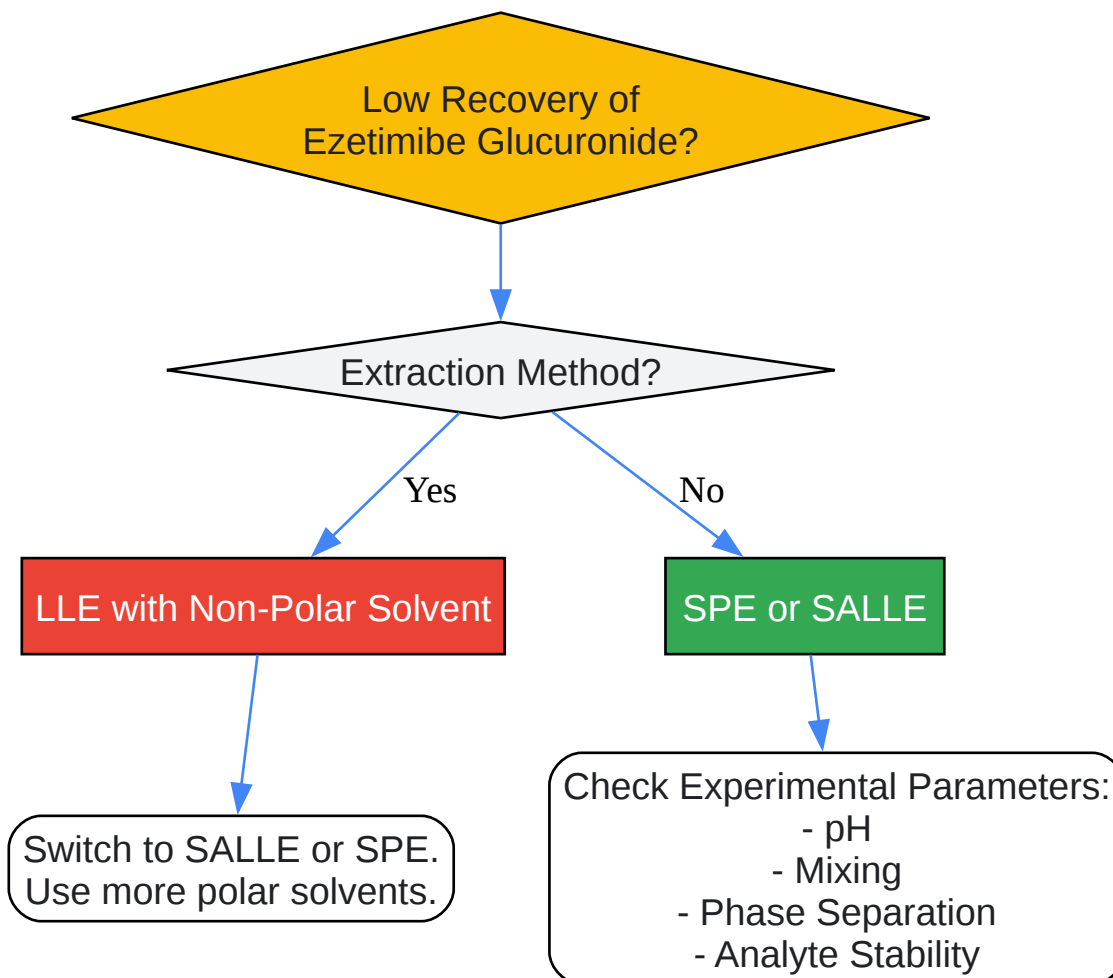 Low Recovery of
Ezetimibe Glucuronide?
Extraction Method?
Yes
No
LLE with Non-Polar Solvent
SPE or SALLE
Switch to SALLE or SPE.
Use more polar solvents.
Check Experimental Parameters:
- pH
- Mixing
- Phase Separation
- Analyte Stability